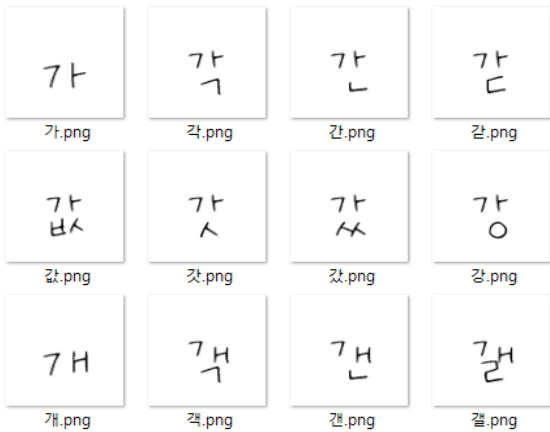 가 각 간 갇
가.png 각.png 간.png 갇.png
값 갓 갔 강
값.png 갓.png 갔.png 강.png
개 객 갠 갤
개.png 객.png 갠.png 갤.png